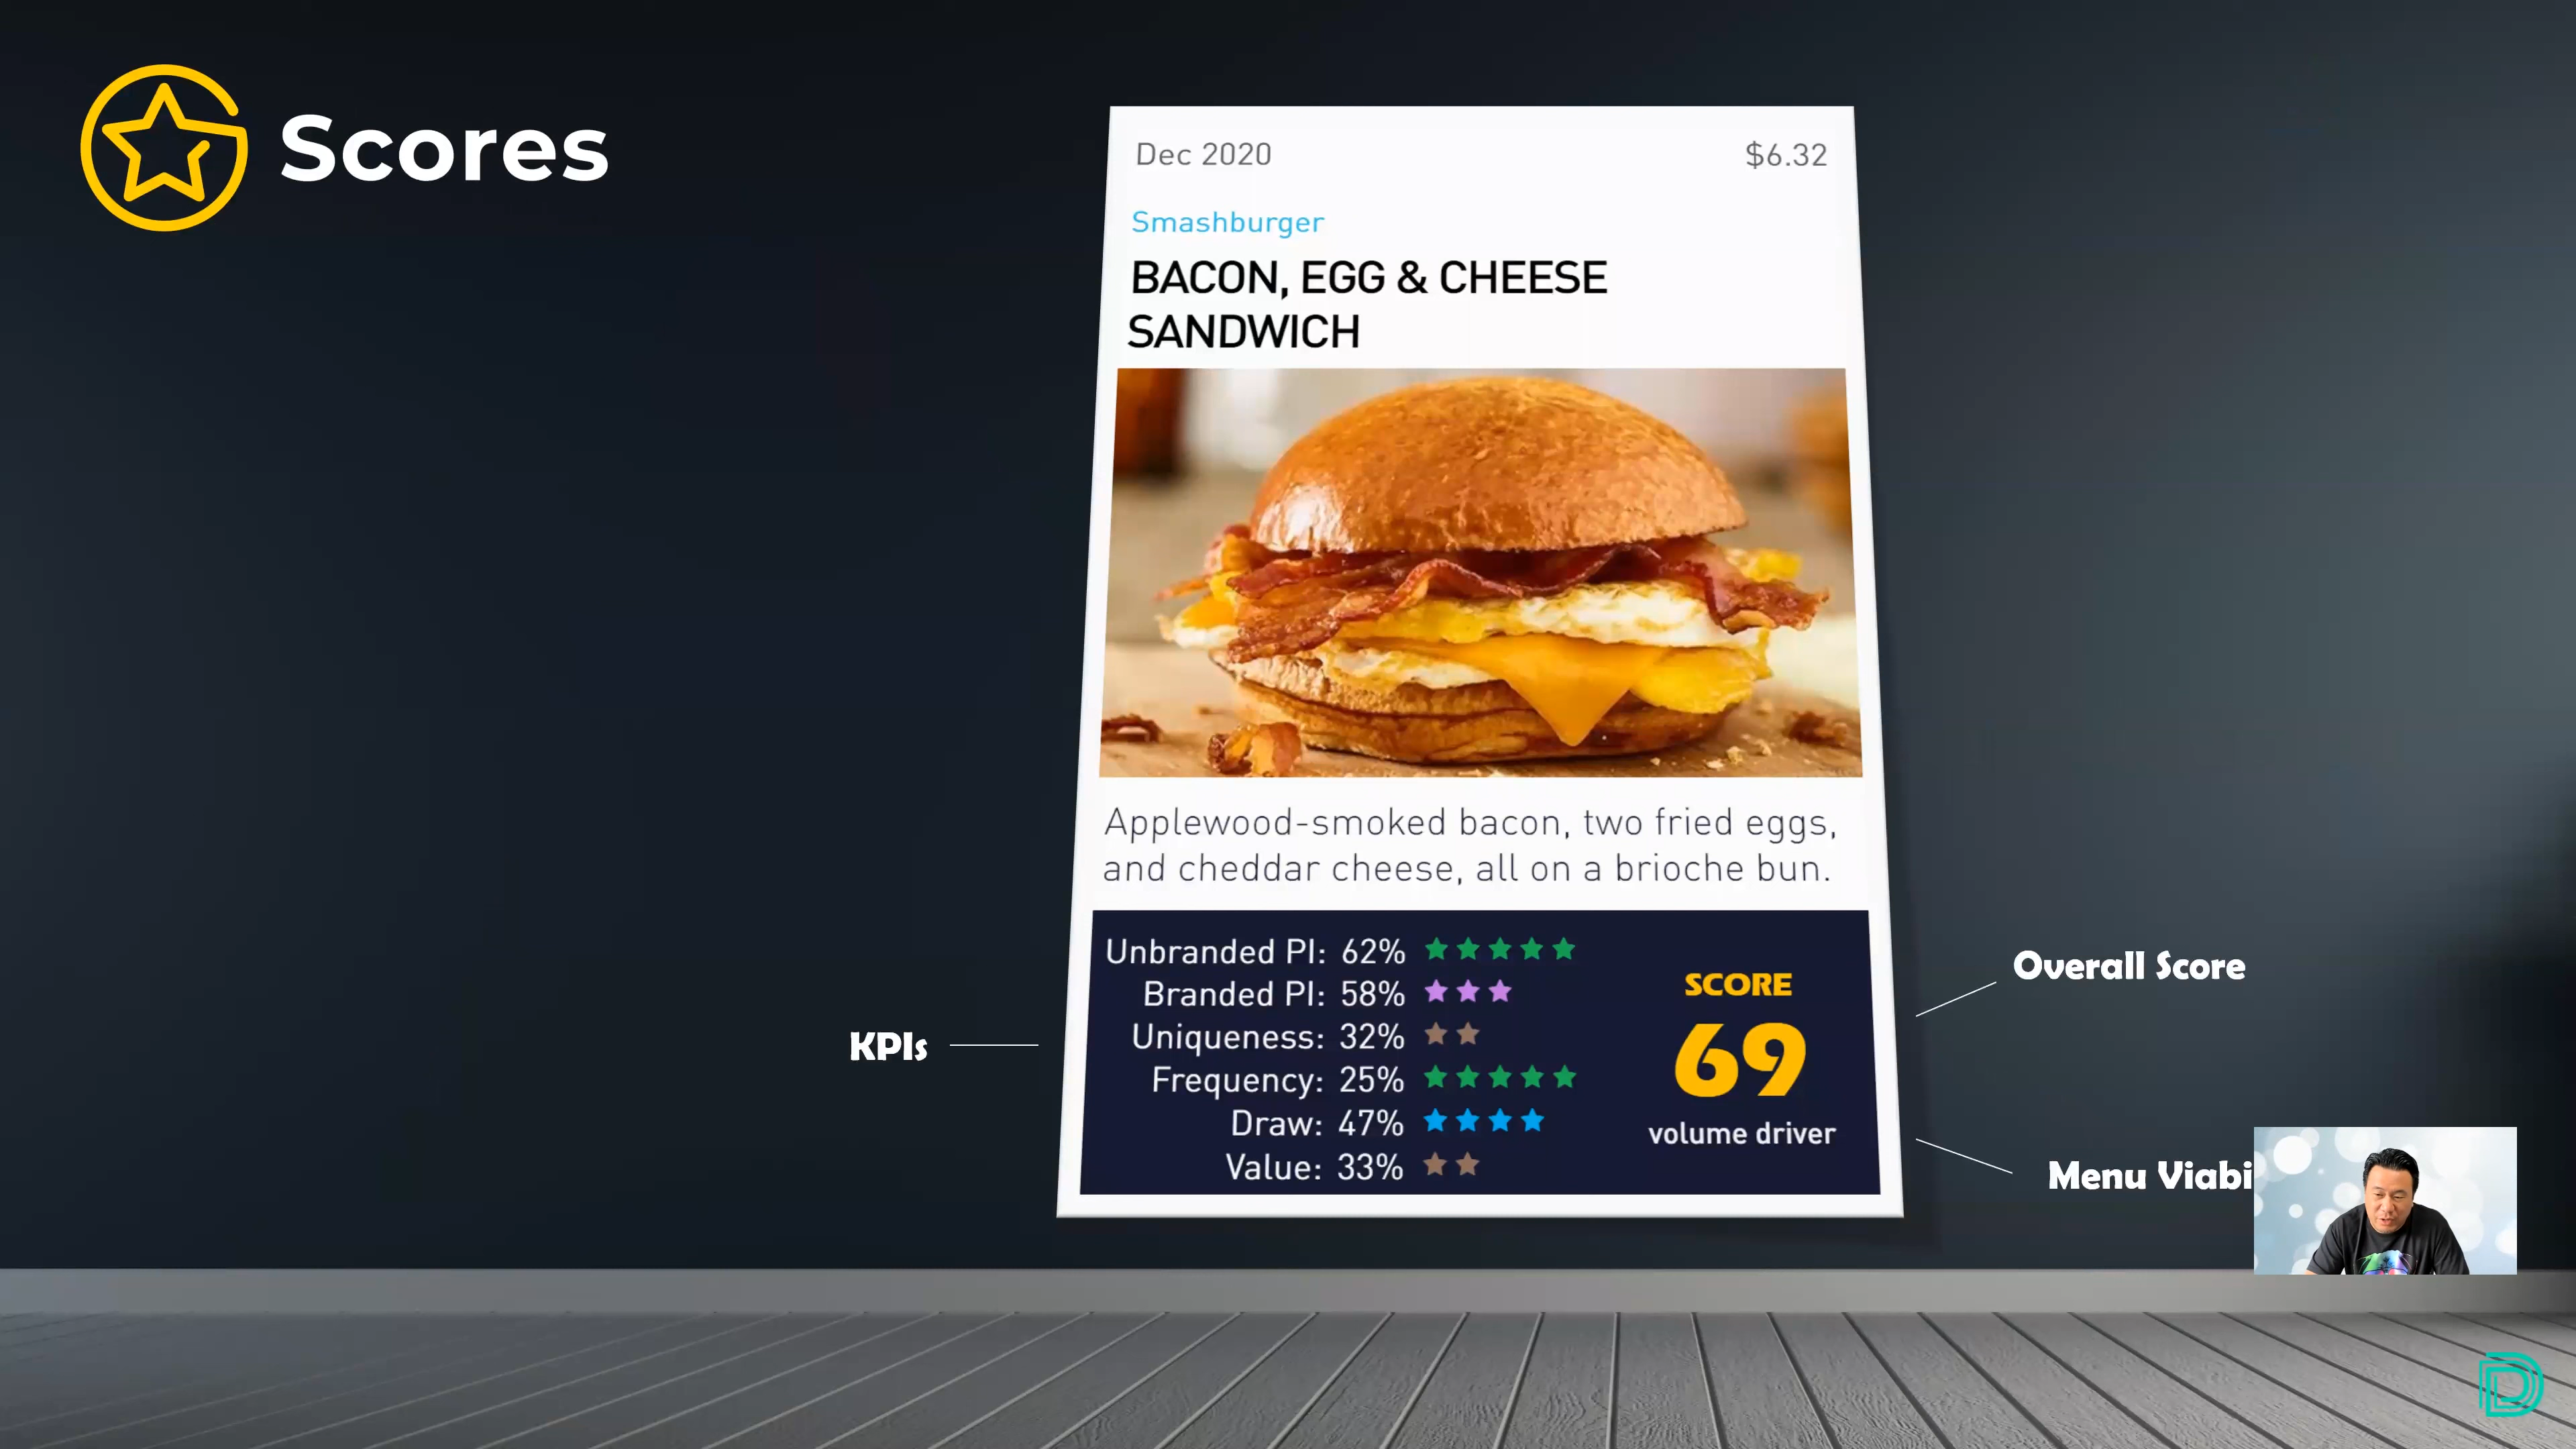 Scores
Dec 2020
$6.32
Smashburger
BACON, EGG & CHEESE
SANDWICH
Applewood-smoked bacon, two fried eggs,
and cheddar cheese, all on a brioche bun.
Unbranded PI: 62%
Branded PI: 58%
Uniqueness: 32%
Frequency: 25%
Draw: 47%
Value: 33%
SCORE
69
volume driver
KPIs
Overall Score
Menu Viabi